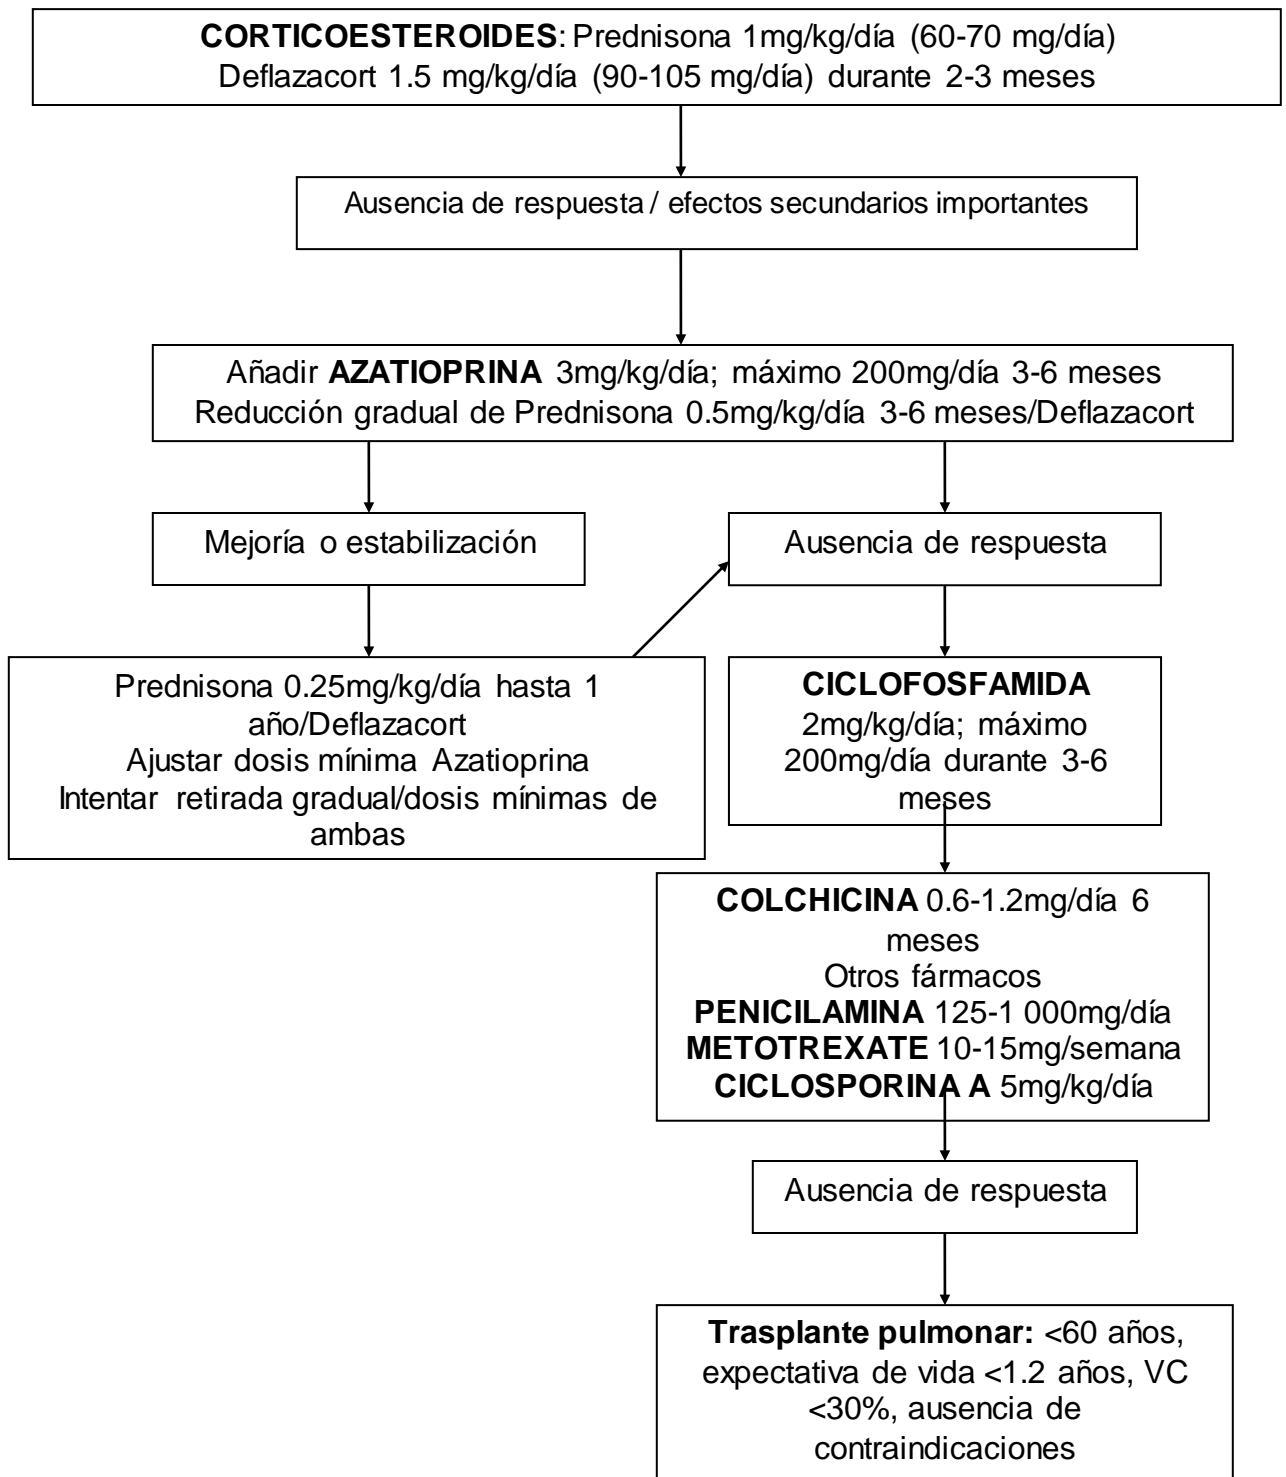 CORTICOESTEROIDES: Prednisona 1mg/kg/día (60-70 mg/día)
Deflazacort 1.5 mg/kg/día (90-105 mg/día) durante 2-3 meses
Ausencia de respuesta / efectos secundarios importantes
Añadir AZATIOPRINA 3mg/kg/día; máximo 200mg/día 3-6 meses
Reducción gradual de Prednisona 0.5mg/kg/día 3-6 meses/Deflazacort
Mejoría o estabilización
Ausencia de respuesta
Prednisona 0.25mg/kg/día hasta 1
año/Deflazacort
Ajustar dosis mínima Azatioprina
Intentar retirada gradual/dosis mínimas de
ambas
CICLOFOSFAMIDA
2mg/kg/día; máximo
200mg/día durante 3-6
meses
COLCHICINA 0.6-1.2mg/día 6
meses
Otros fármacos
PENICILAMINA 125-1 000mg/día
METOTREXATE 10-15mg/semana
CICLOSPORINA A 5mg/kg/día
Ausencia de respuesta
Trasplante pulmonar: <60 años,
expectativa de vida <1.2 años, VC
<30%, ausencia de
contraindicaciones